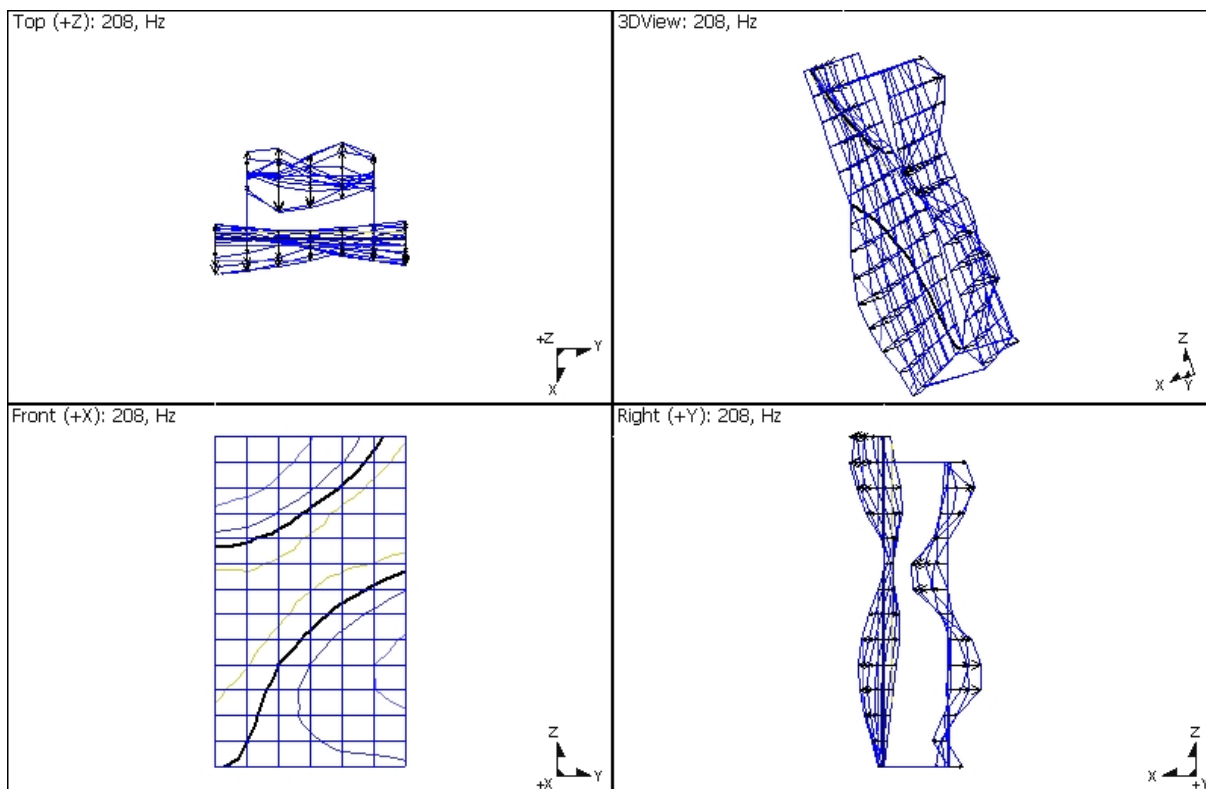 Top (+Z): 208, Hz
+Z
Y
X
3DView: 208, Hz
Z
X
Y
Front (+X): 208, Hz
Z
+X
Y
Right (+Y): 208, Hz
Z
X
+Y